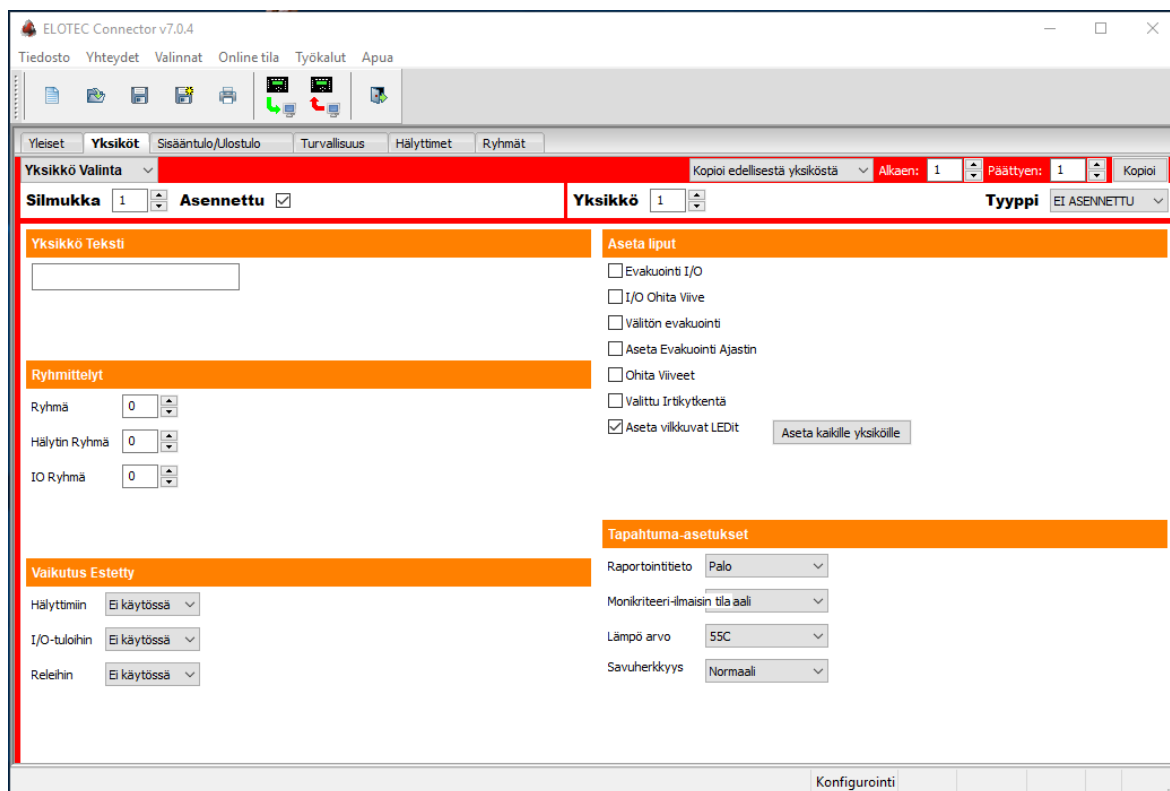 ELOTEC Connector v7.0.4
Tiedosto Yhteydet Valinnat Online tila Työkalut Apua
Yleiset Yksiköt Sisääntulo/Ulostulo Turvallisuus Hälyttimet Ryhmät
Yksikkö Valinta Kopioi edellisestä yksiköstä Alkaen: 1 Päättyen: 1 Kopioi
Silmukka 1 Asennettu Yksikkö 1 Tyyppi EI ASENNETTU
Yksikkö Teksti
Ryhmittelyt
Ryhmä 0
Hälytin Ryhmä 0
IO Ryhmä 0
Vaikutus Estetty
Hälyttimiin Ei käytössä
I/O-tuloihin Ei käytössä
Releihin Ei käytössä
Aseta liput
Evakuointi I/O
I/O Ohita Viive
Välitön evakuointi
Aseta Evakuointi Ajastin
Ohita Viiveet
Valittu Irtikytkentä
Aseta vilkkuvat LEDit Aseta kaikille yksiköille
Tapahtuma-asetukset
Raportointitieto Palo
Monikriteeri-ilmaisin tila aali
Lämpö arvo 55C
Savuherkkyys Normaali
Konfigurointi